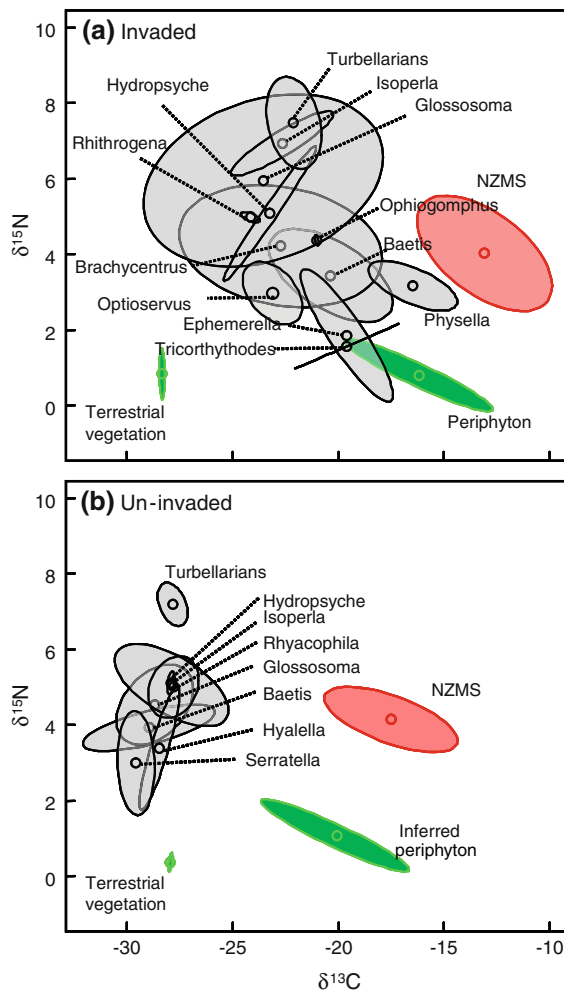 (a) Invaded
Turbellarians
Isoperla
Hydropsyche
Glossosoma
Rhithrogena
NZMS
Ophiogomphus
Brachycentrus
Baetis
Optioservus
Ephemerella
Physella
Tricorthythodes
Terrestrial
vegetation
Periphyton
10
8
6
4
2
0
δ15N
(b) Un-invaded
Turbellarians
Hydropsyche
Isoperla
Rhyacophila
Glossosoma
Baetis
NZMS
Hyalella
Serratella
Inferred
periphyton
Terrestrial
vegetation
10
8
6
4
2
0
δ15N
-30 -25 -20 -15 -10
δ13C